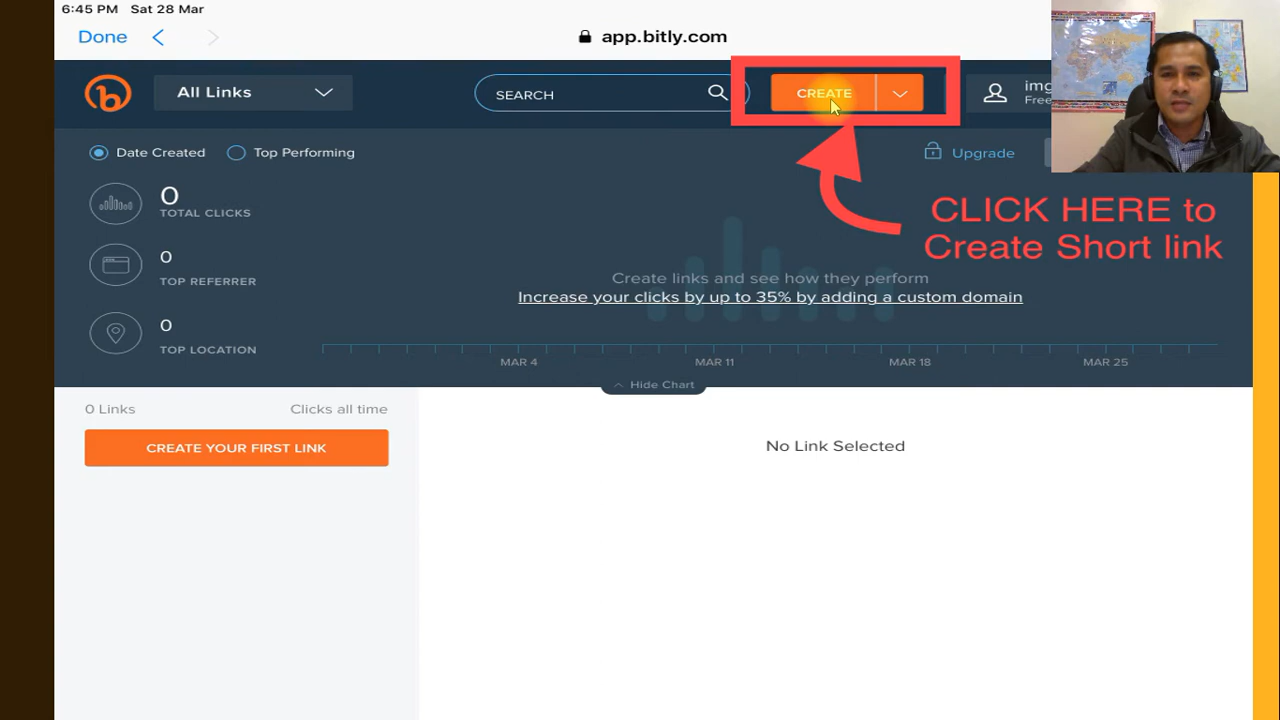 6:45 PM Sat 28 Mar
Done
app.bitly.com
b
All Links
SEARCH
CREATE
img
Free
Date Created
Top Performing
Upgrade
0
TOTAL CLICKS
CLICK HERE to
Create Short link
0
TOP REFERRER
Create links and see how they perform
Increase your clicks by up to 35% by adding a custom domain
0
TOP LOCATION
MAR 4
MAR 11
MAR 18
MAR 25
Hide Chart
0 Links
Clicks all time
CREATE YOUR FIRST LINK
No Link Selected